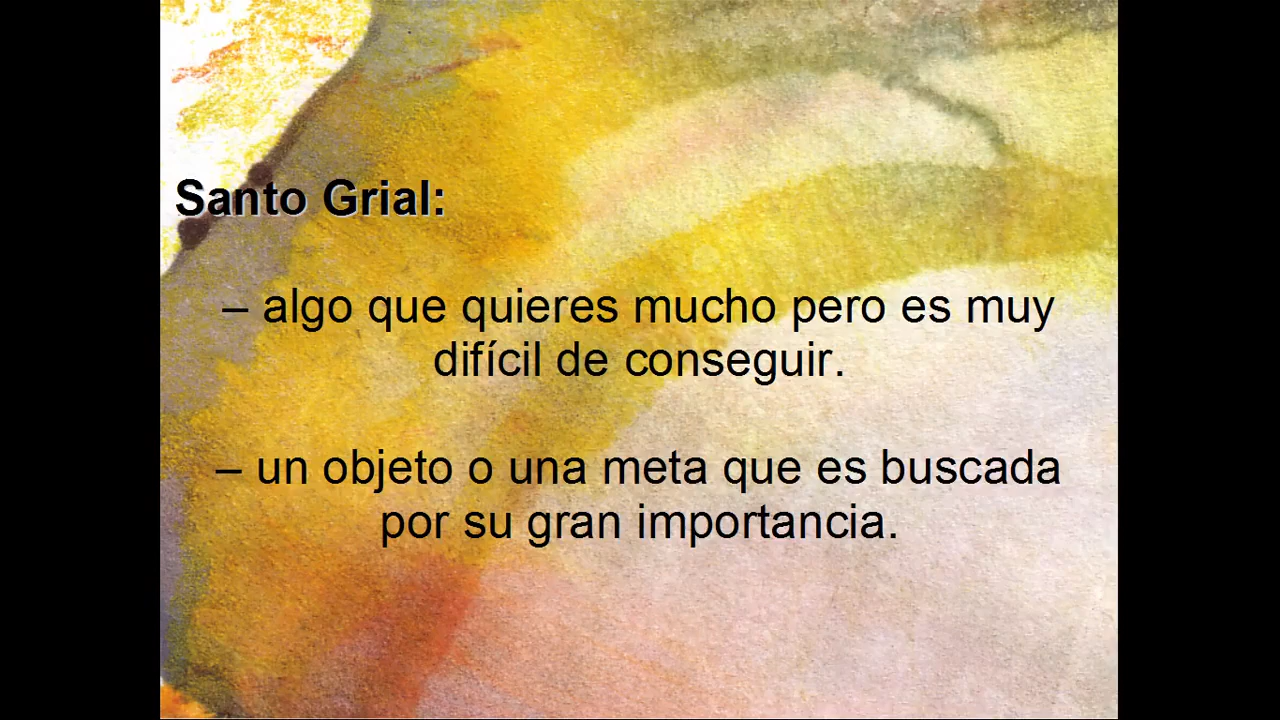 Santo Grial:
– algo que quieres mucho pero es muy
difícil de conseguir.
– un objeto o una meta que es buscada
por su gran importancia.